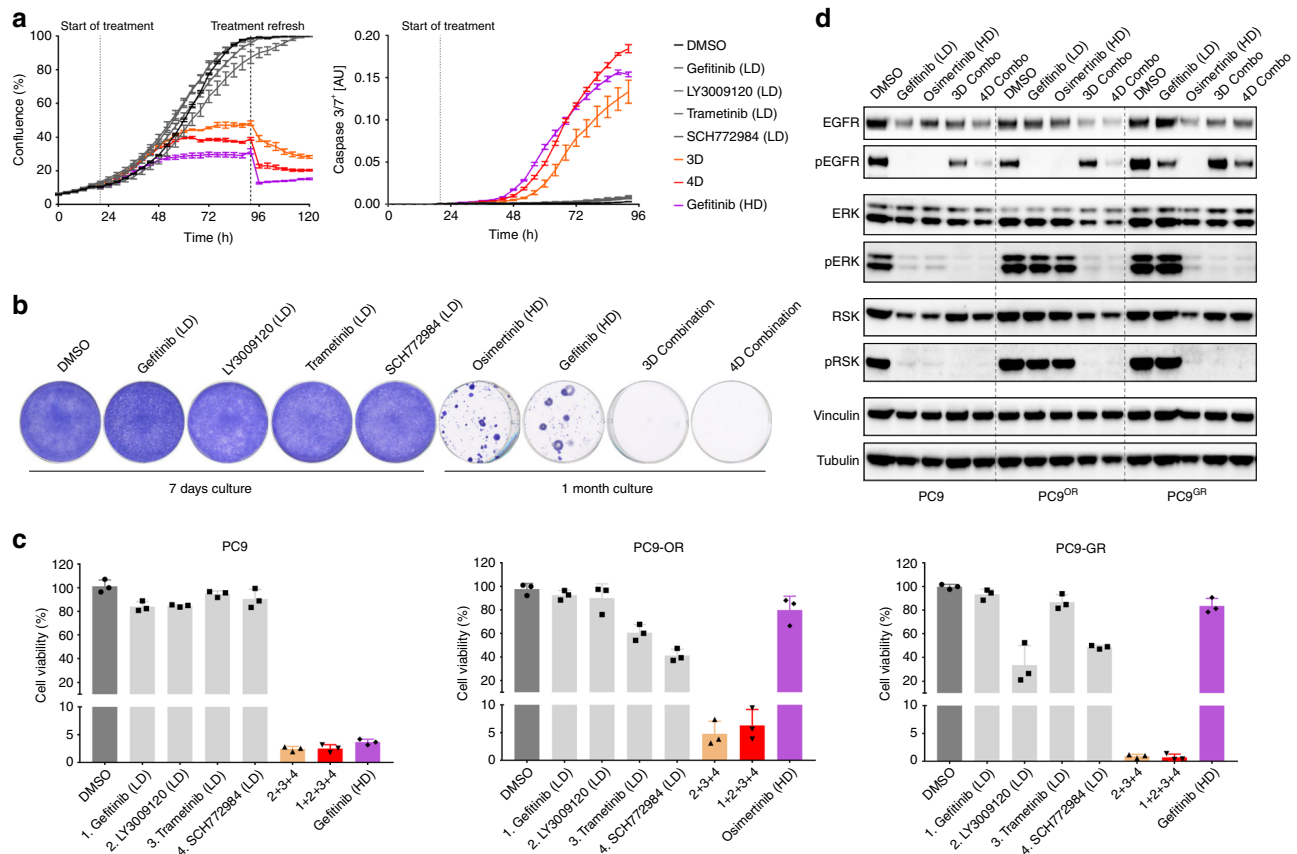 a
Start of treatment
Treatment refresh
Confluence (%)
100
80
60
40
20
0
0 24 48 72 96 120
Time (h)
Start of treatment
Caspase 3/7+ [AU]
0.20
0.15
0.10
0.05
0.00
0 24 48 72 96
Time (h)
DMSO
Gefitinib (LD)
LY3009120 (LD)
Trametinib (LD)
SCH772984 (LD)
3D
4D
Gefitinib (HD)
b
DMSO
Gefitinib (LD)
LY3009120 (LD)
Trametinib (LD)
SCH772984 (LD)
Osimertinib (HD)
Gefitinib (HD)
3D Combination
4D Combination
7 days culture
1 month culture
c
PC9
Cell viability (%)
120
100
80
60
40
20
10
5
0
DMSO
1. Gefitinib (LD)
2. LY3009120 (LD)
3. Trametinib (LD)
4. SCH772984 (LD)
2+3+4
1+2+3+4
Gefitinib (HD)
PC9-OR
Cell viability (%)
120
100
80
60
40
20
10
5
0
DMSO
1. Gefitinib (LD)
2. LY3009120 (LD)
3. Trametinib (LD)
4. SCH772984 (LD)
2+3+4
1+2+3+4
Osimertinib (HD)
PC9-GR
Cell viability (%)
120
100
80
60
40
20
10
5
0
DMSO
1. Gefitinib (LD)
2. LY3009120 (LD)
3. Trametinib (LD)
4. SCH772984 (LD)
2+3+4
1+2+3+4
Gefitinib (HD)
d
DMSO
Gefitinib (LD)
Osimertinib (HD)
3D Combo
4D Combo
DMSO
Gefitinib (LD)
Osimertinib (HD)
3D Combo
4D Combo
DMSO
Gefitinib (LD)
Osimertinib (HD)
3D Combo
4D Combo
EGFR
pEGFR
ERK
pERK
RSK
pRSK
Vinculin
Tubulin
PC9
PC9OR
PC9GR